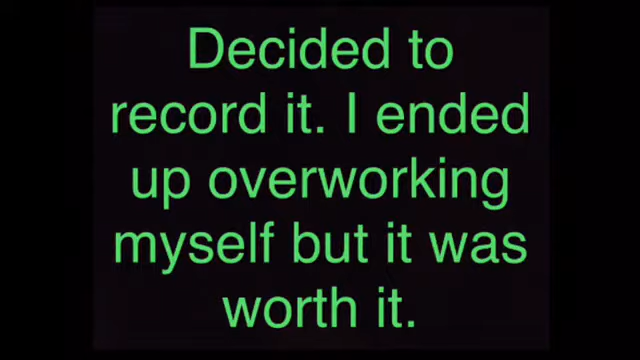 Decided to
record it. I ended
up overworking
myself but it was
worth it.